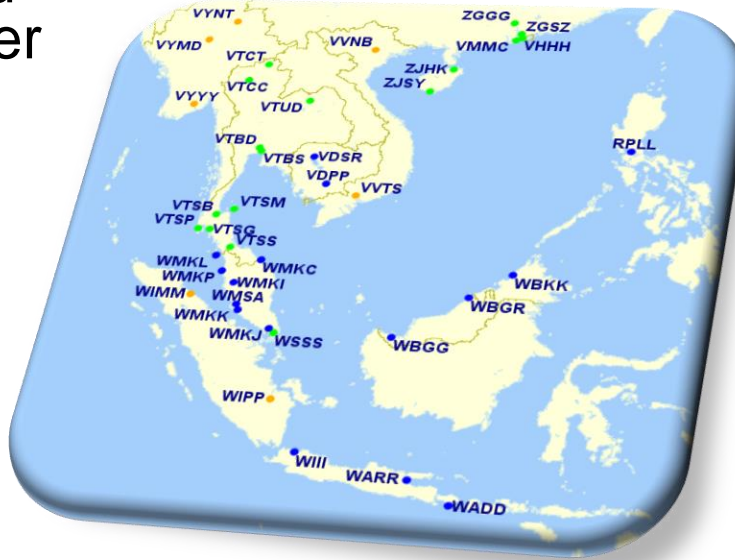 er
VYNT
ZGGG
ZGSZ
VYMD
VVNB
VMMC
VHHH
VTCT
ZJHK
VTCC
ZJSY
VYYY
VTUD
VTBD
RPLL
VTBS
VDSR
VDPP
VVTS
VTSB
VTSM
VTSP
VTSG
VTSS
WMKL
WMKC
WMKP
WMKI
WBKK
WIMM
WMSA
WBGR
WMKK
WMKJ
WSSS
WBGG
WIPP
WIII
WARR
WADD